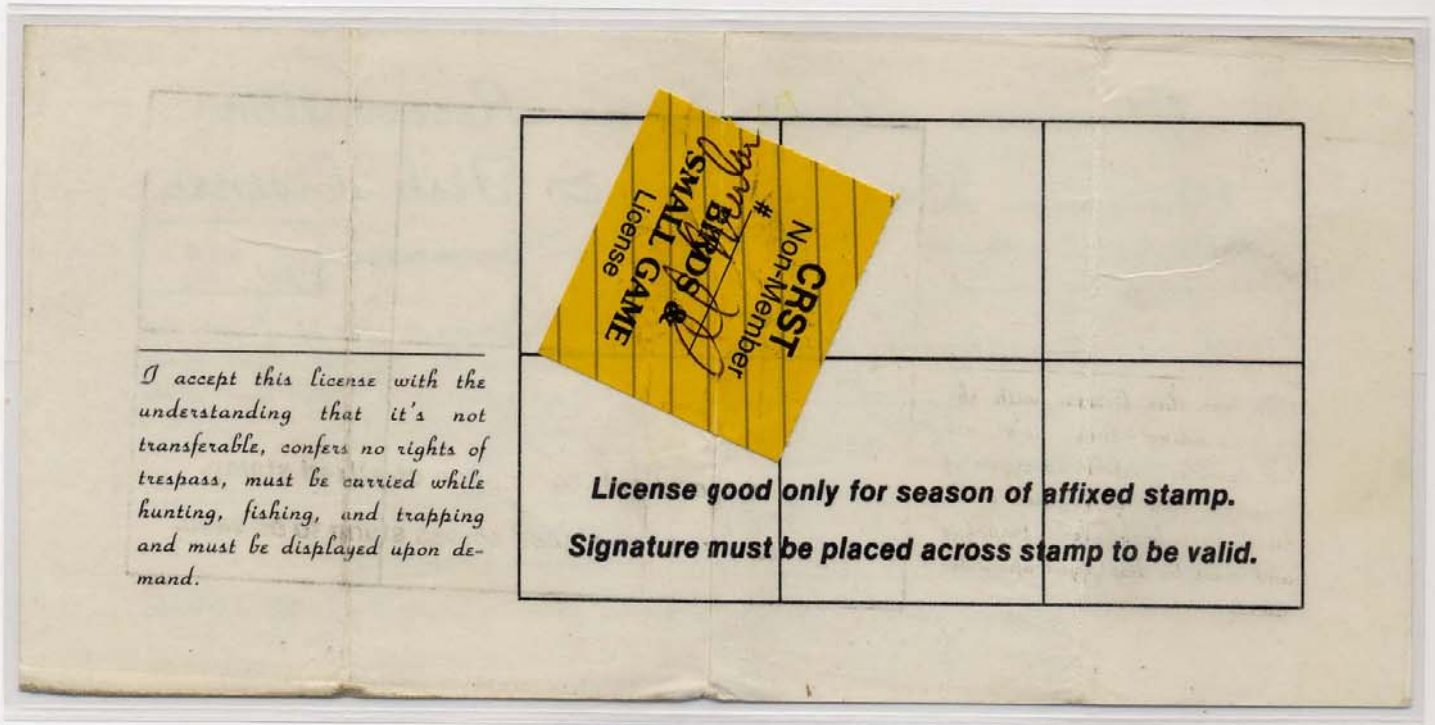 CRST
Non-Member
#
BIRDS &
SMALL GAME
License
I accept this license with the
understanding that it's not
transferable, confers no rights of
trespass, must be carried while
hunting, fishing, and trapping
and must be displayed upon de-
mand.
License good only for season of affixed stamp.
Signature must be placed across stamp to be valid.